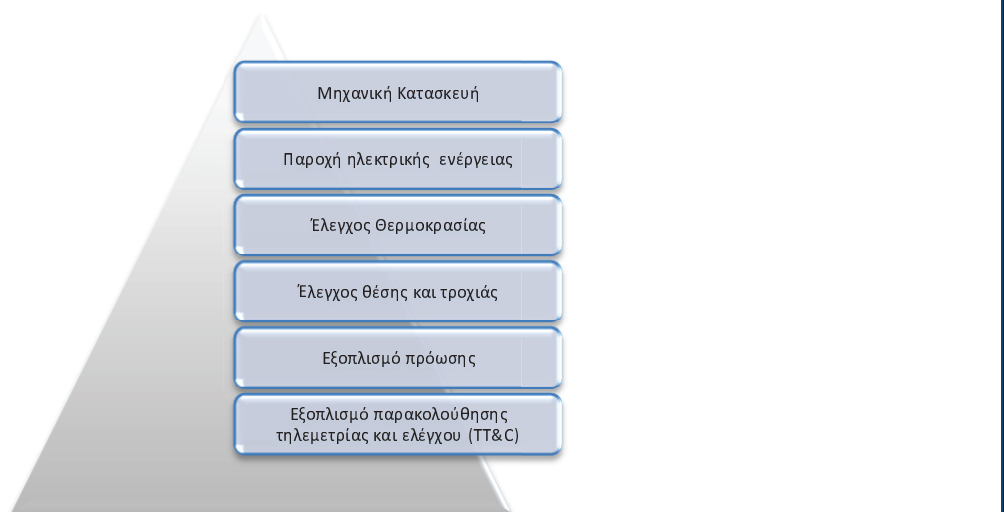 Μηχανική Κατασκευή
Παροχή ηλεκτρικής ενέργειας
Έλεγχος Θερμοκρασίας
Έλεγχος θέσης και τροχιάς
Εξοπλισμό πρόωσης
Εξοπλισμό παρακολούθησης
τηλεμετρίας και ελέγχου (TT&C)